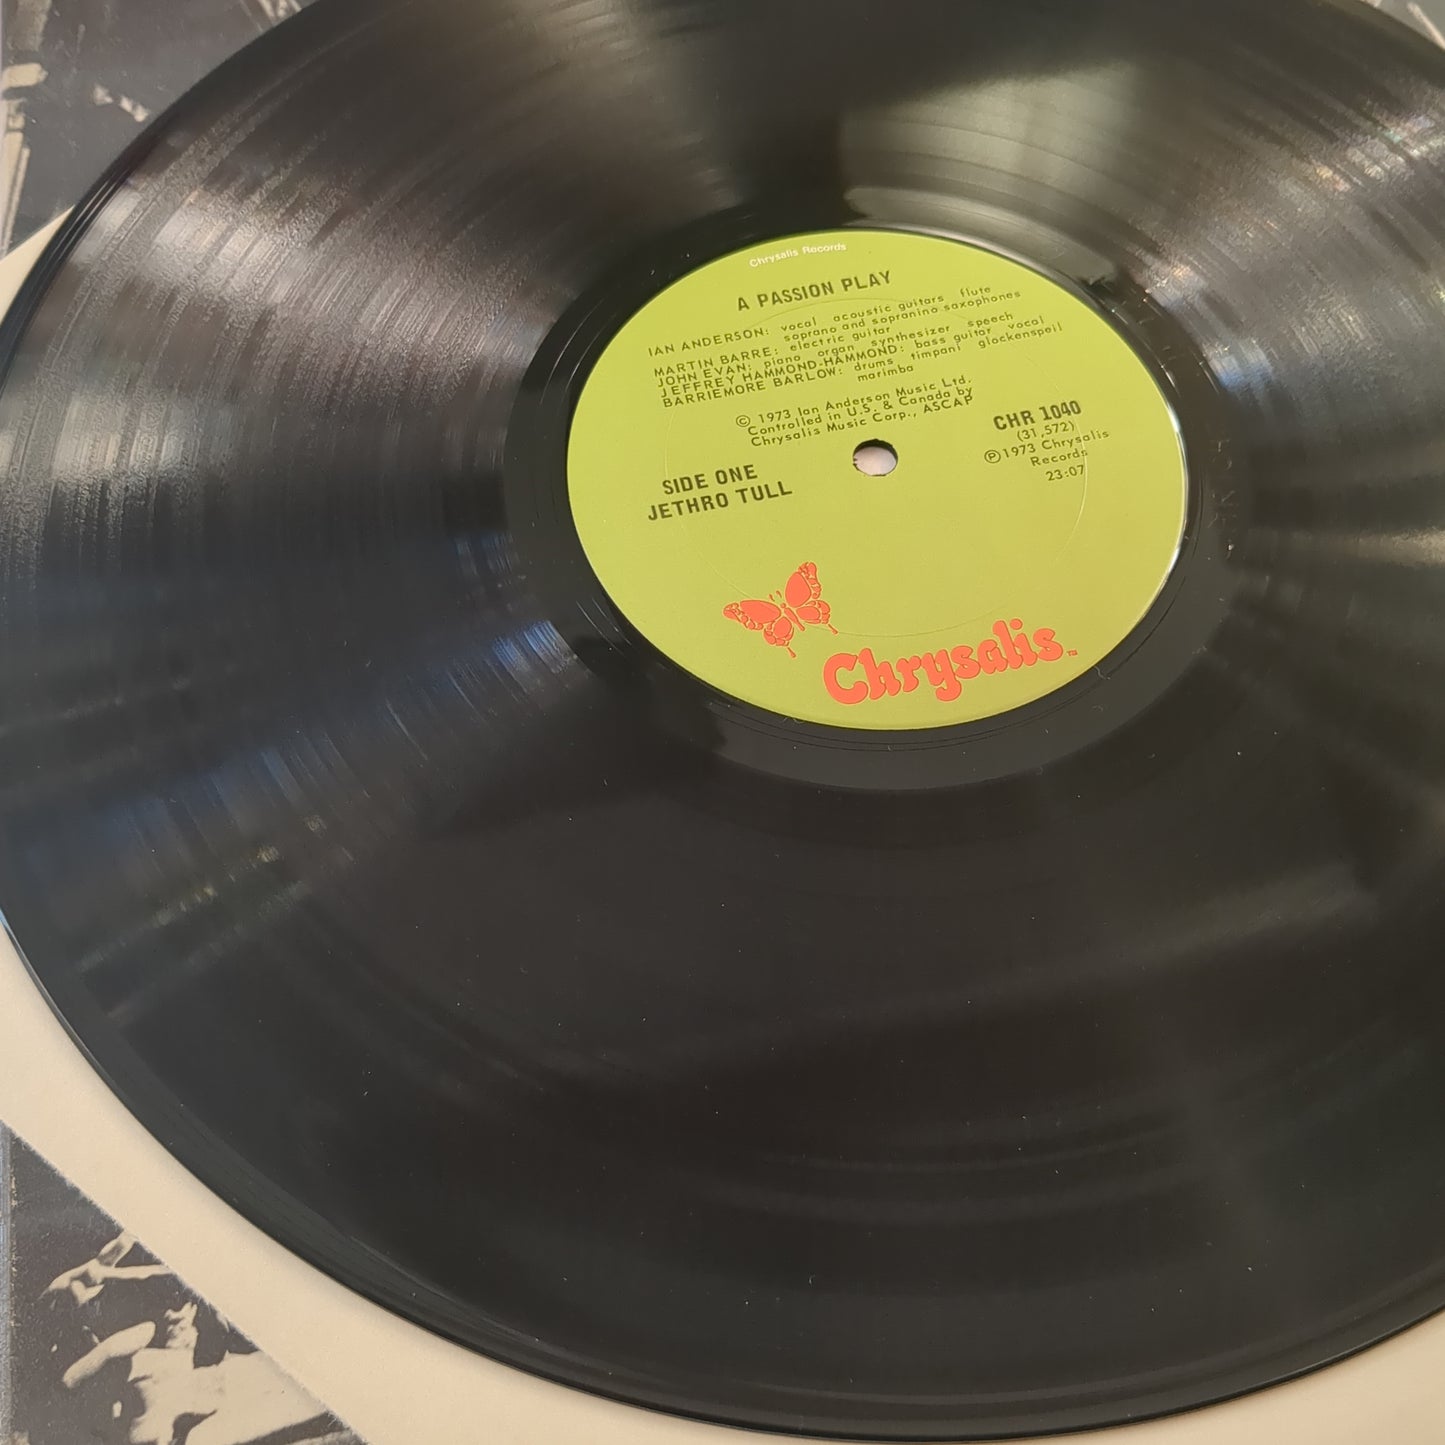 Chrysalis Records
A PASSION PLAY
IAN ANDERSON: vocal acoustic guitars flute
soprano and sopranino saxophones
MARTIN BARRE: electric guitar
JOHN EVAN: piano organ synthesizer speech
JEFFREY HAMMOND-HAMMOND: bass guitar vocal
BARRIEMORE BARLOW: drums timpani glockenspeil
marimba
© 1973 Ian Anderson Music Ltd.
Controlled in U.S. & Canada by
Chrysalis Music Corp., ASCAP
CHR 1040
(31,572)
℗1973 Chrysalis
Records
23:07
SIDE ONE
JETHRO TULL
Chrysalis™